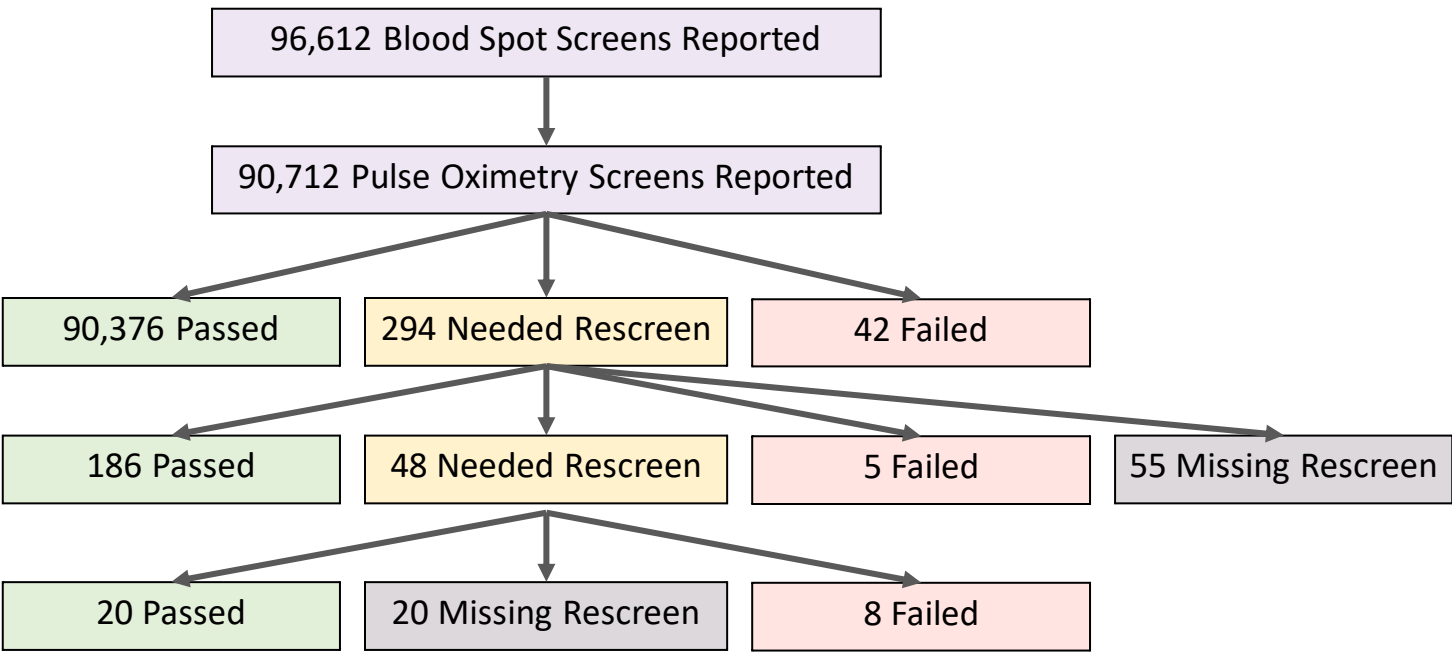 96,612 Blood Spot Screens Reported
90,712 Pulse Oximetry Screens Reported
90,376 Passed
294 Needed Rescreen
42 Failed
186 Passed
48 Needed Rescreen
5 Failed
55 Missing Rescreen
20 Passed
20 Missing Rescreen
8 Failed